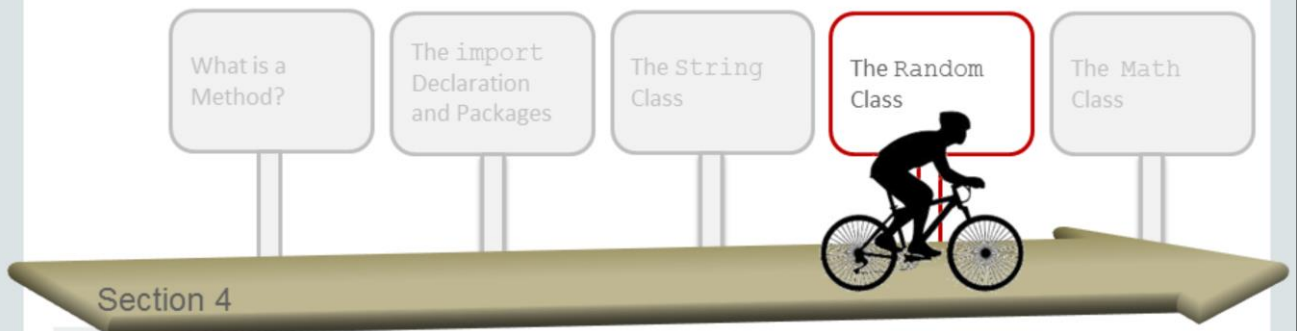 What is a
Method?
The import
Declaration
and Packages
The String
Class
The Random
Class
The Math
Class
Section 4